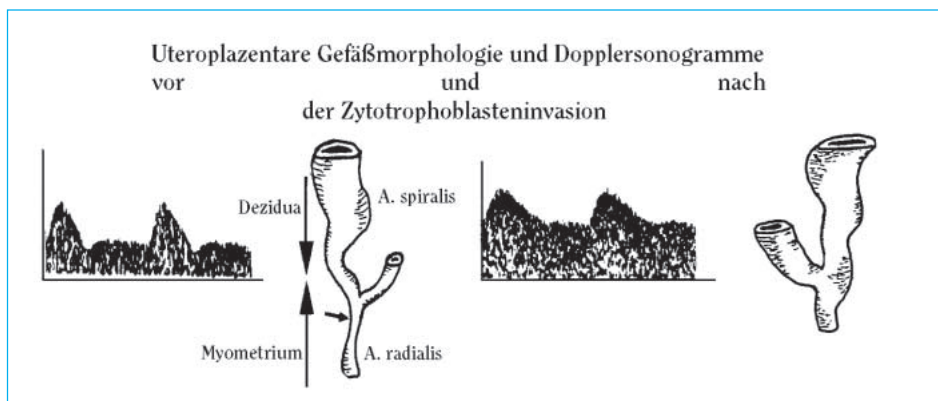 Uteroplazentare Gefäßmorphologie und Dopplersonogramme
vor und nach
der Zytotrophoblasteninvasion
Dezidua
A. spiralis
Myometrium
A. radialis